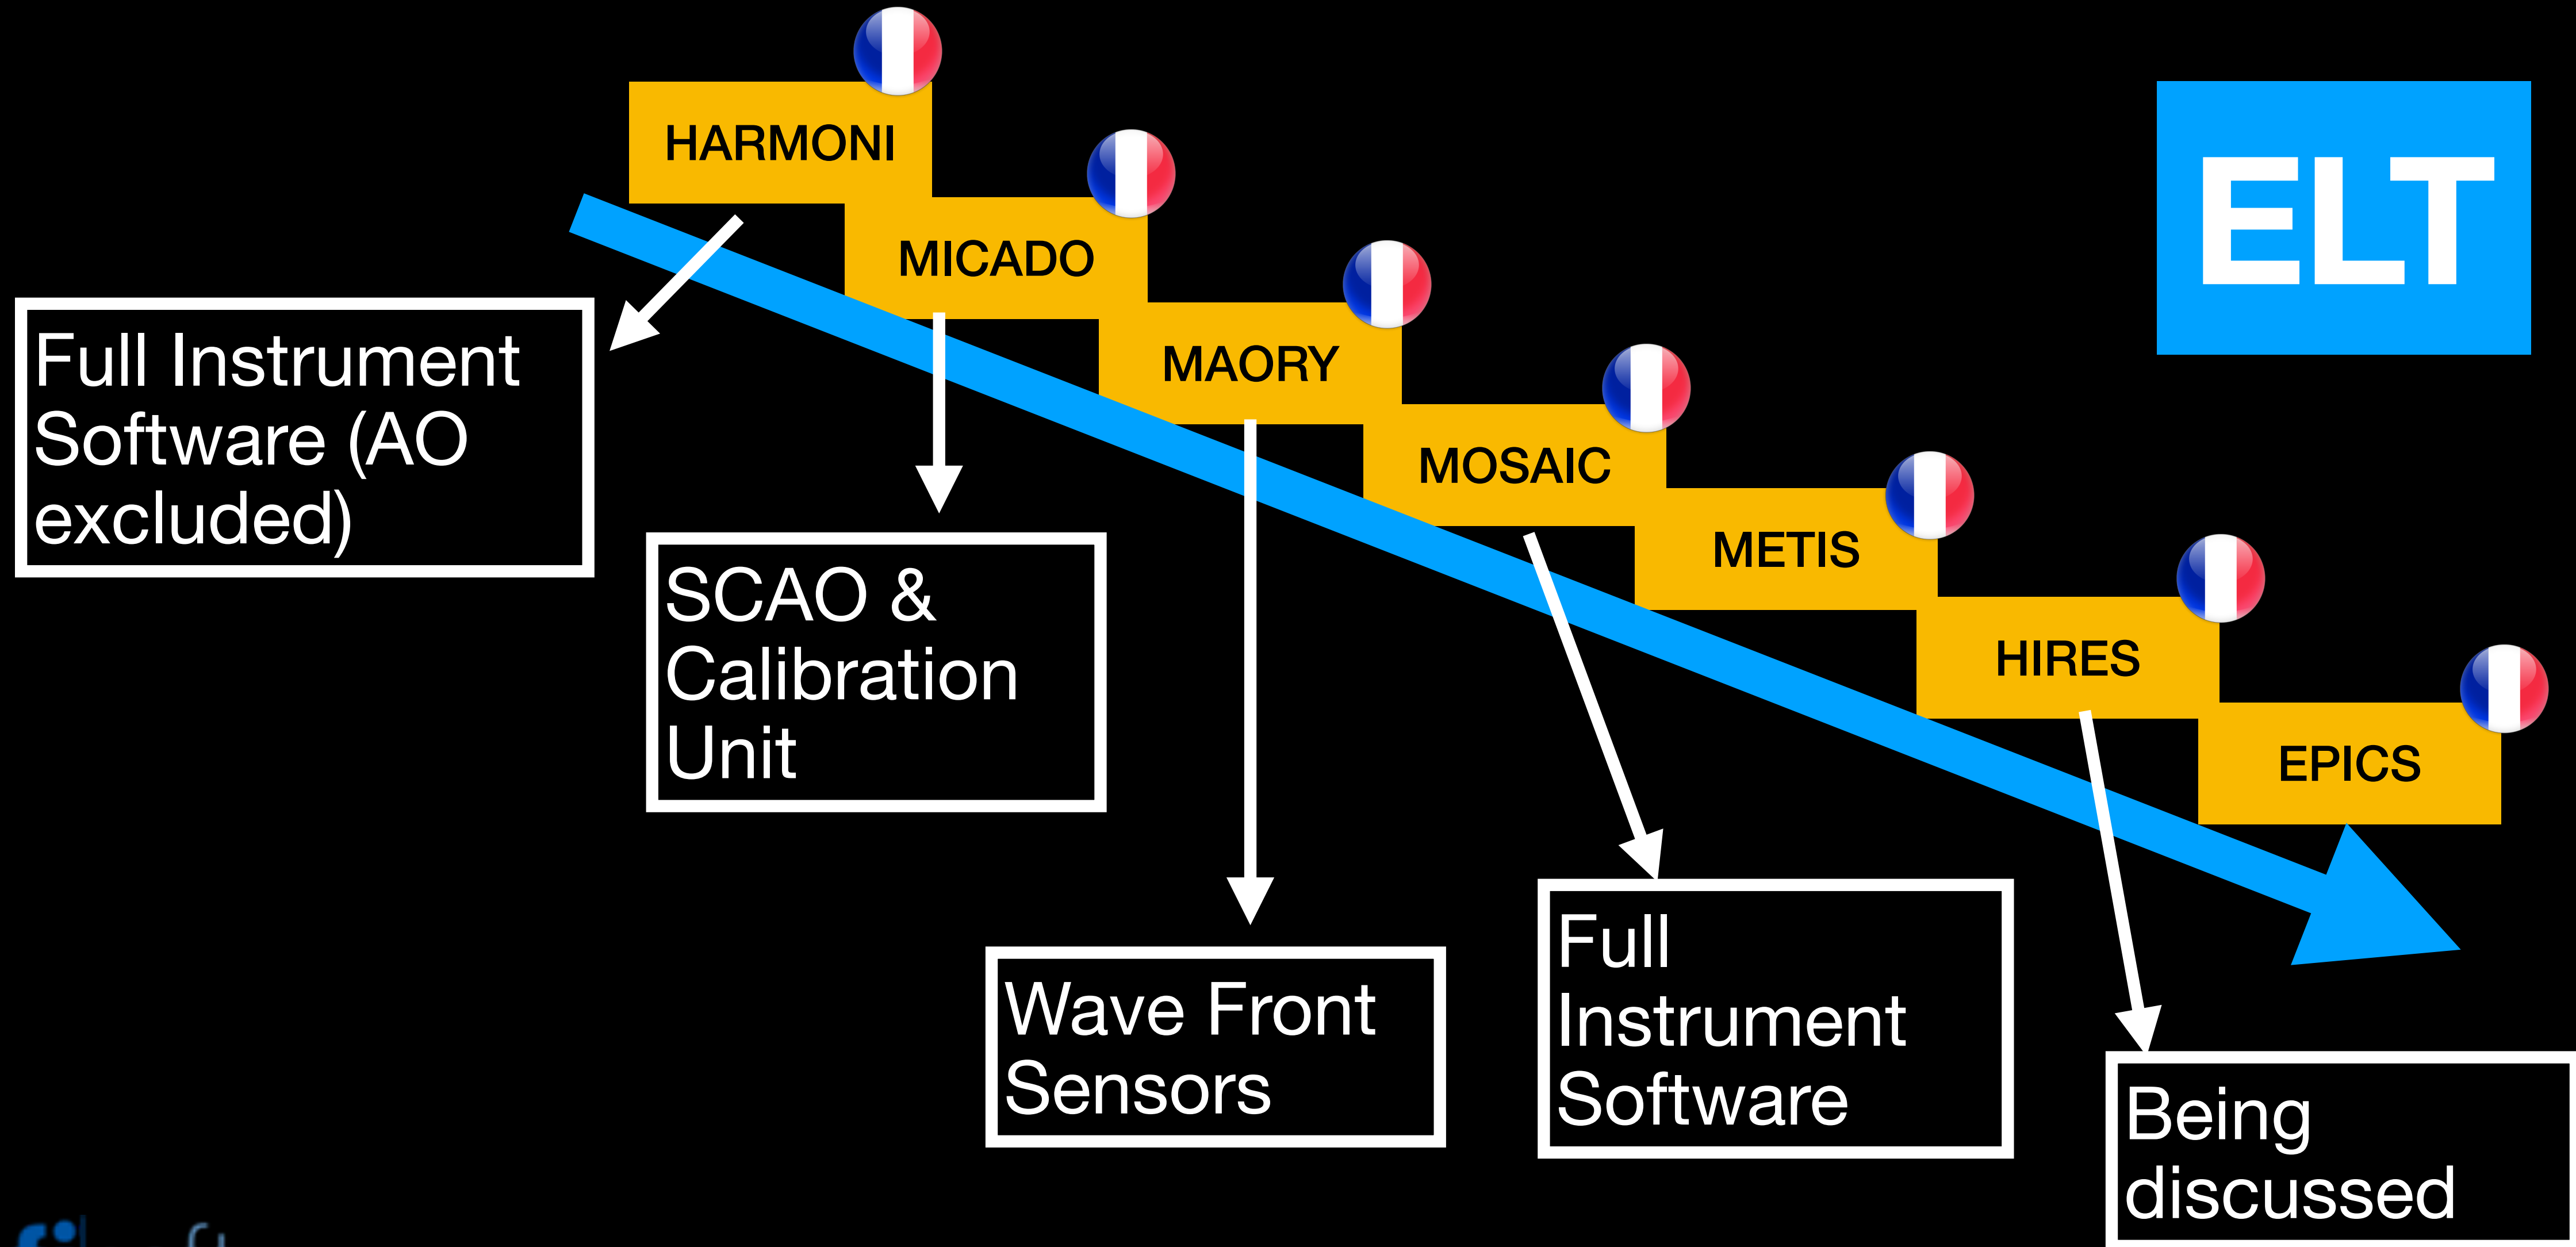 HARMONI
ELT
MICADO
MAORY
MOSAIC
METIS
HIRES
EPICS
Full Instrument
Software (AO
excluded)
SCAO &
Calibration
Unit
Wave Front
Sensors
Full
Instrument
Software
Being
discussed